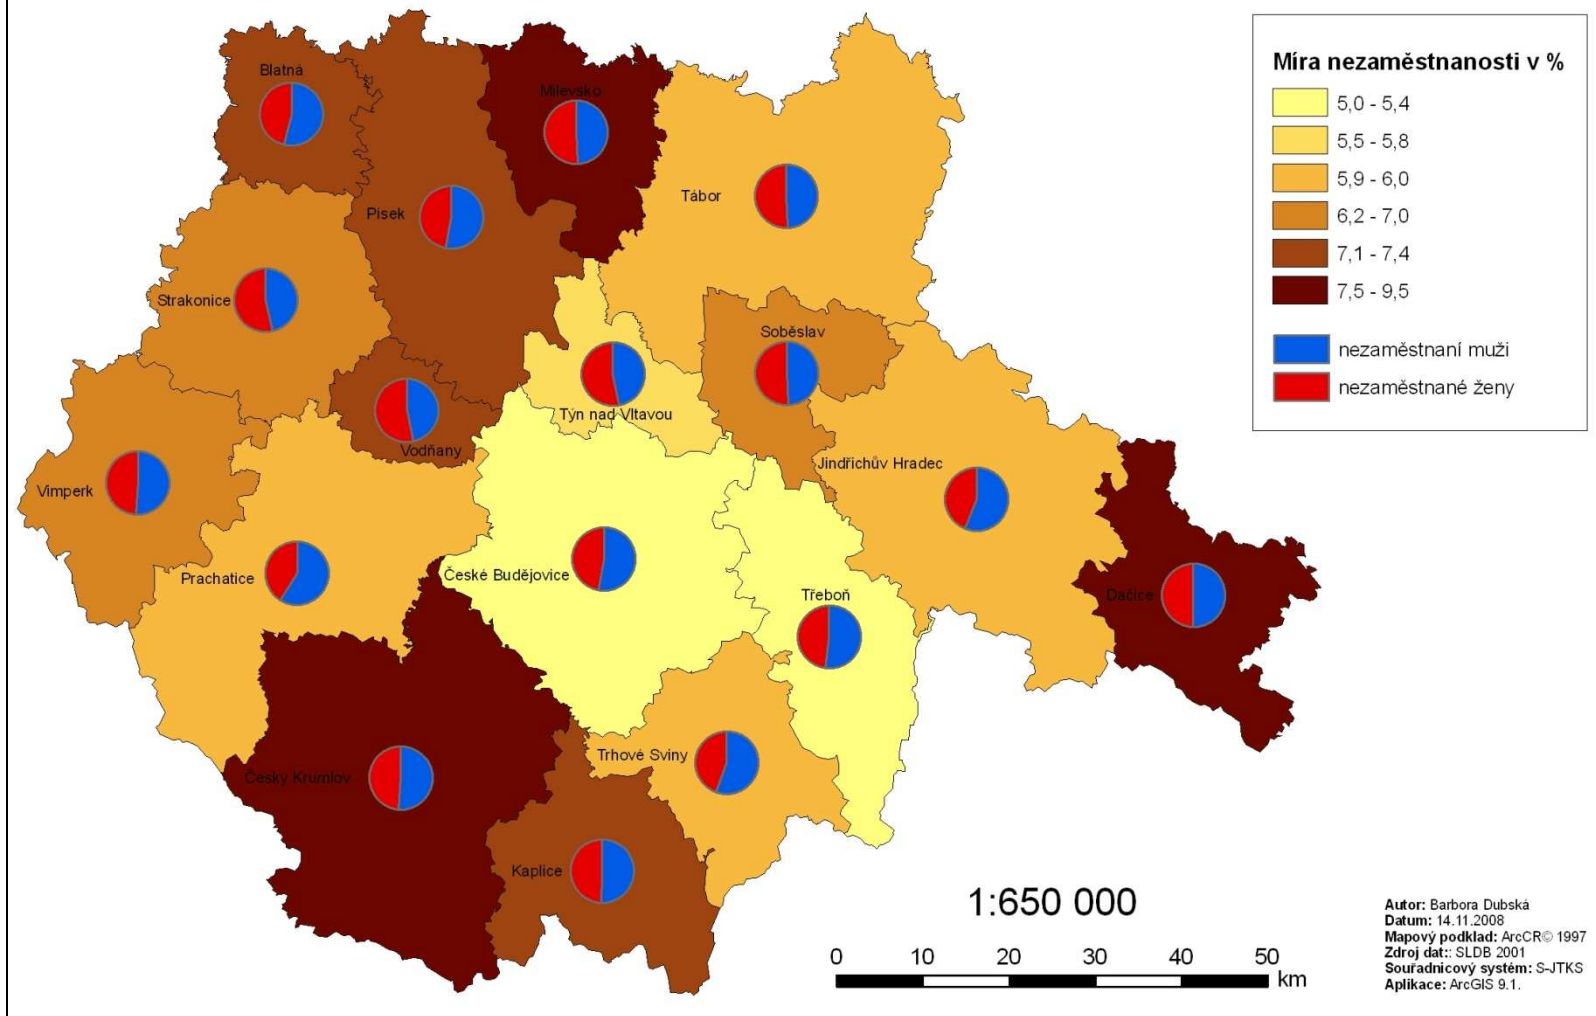 Blatná
Milevsko
Písek
Tábor
Strakonice
Soběslav
Týn nad Vltavou
Vodňany
Jindřichův Hradec
Vimperk
Prachatice
České Budějovice
Třeboň
Dačice
Trhové Sviny
Český Krumlov
Kaplice
Míra nezaměstnanosti v %
5,0 - 5,4
5,5 - 5,8
5,9 - 6,0
6,2 - 7,0
7,1 - 7,4
7,5 - 9,5
nezaměstnaní muži
nezaměstnané ženy
1:650 000
0 10 20 30 40 50
km
Autor: Barbora Dubská
Datum: 14.11.2008
Mapový podklad: ArcCR© 1997
Zdroj dat:: SLDB 2001
Souřadnicový systém: S-JTKS
Aplikace: ArcGIS 9.1.